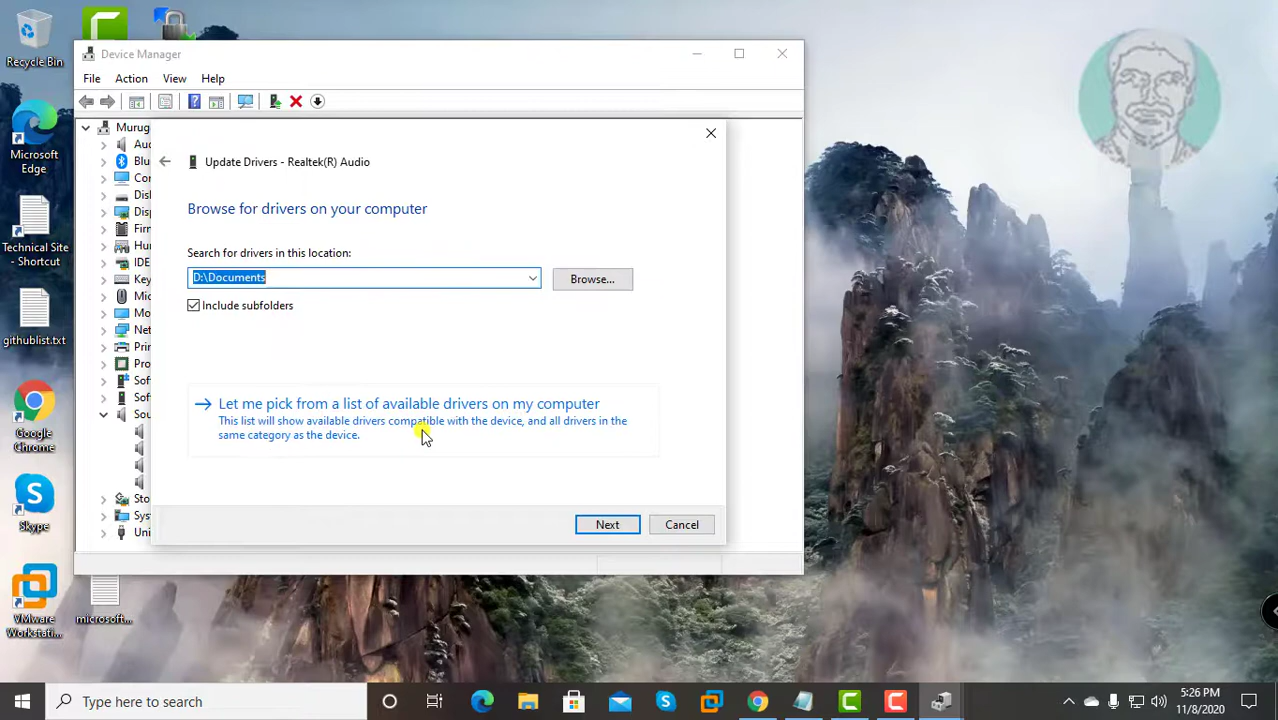 Recycle Bin
Device Manager
File Action View Help
Murug
Microsoft
Edge
Technical Site
- Shortcut
githublist.txt
Google
Chrome
Skype
VMware
Workstati...
microsoft...
Update Drivers - Realtek(R) Audio
Browse for drivers on your computer
Search for drivers in this location:
D:\Documents
Browse...
Include subfolders
Let me pick from a list of available drivers on my computer
This list will show available drivers compatible with the device, and all drivers in the
same category as the device.
Next Cancel
Type here to search
5:26 PM
11/8/2020